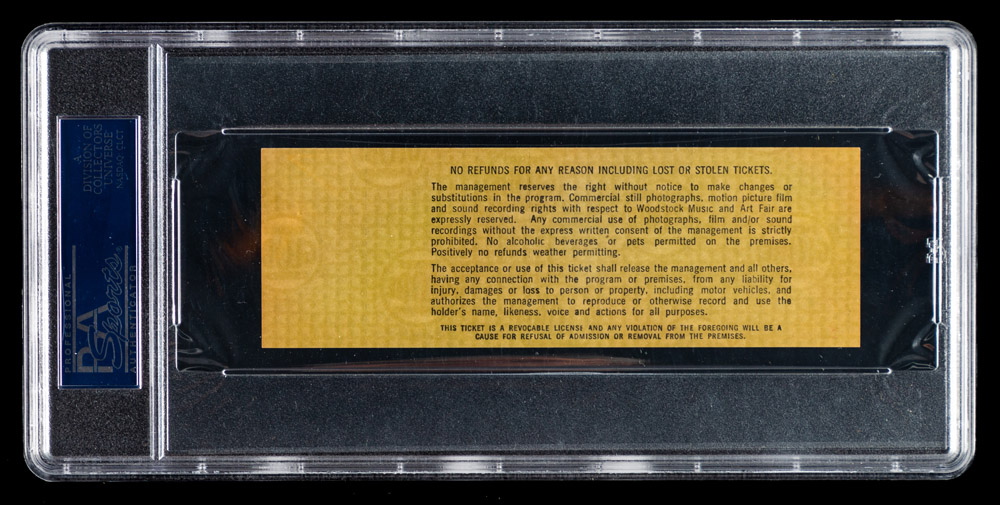 A
DIVISION OF
COLLECTORS
UNIVERSE
NASDAQ: CLCT
PROFESSIONAL
PSA
Sports
AUTHENTICATOR
NO REFUNDS FOR ANY REASON INCLUDING LOST OR STOLEN TICKETS.
The management reserves the right without notice to make changes or
substitutions in the program. Commercial still photographs, motion picture film
and sound recording rights with respect to Woodstock Music and Art Fair are
expressly reserved. Any commercial use of photographs, film and/or sound
recordings without the express written consent of the management is strictly
prohibited. No alcoholic beverages or pets permitted on the premises.
Positively no refunds weather permitting.
The acceptance or use of this ticket shall release the management and all others,
having any connection with the program or premises, from any liability for
injury, damages or loss to person or property, including motor vehicles, and
authorizes the management to reproduce or otherwise record and use the
holder's name, likeness, voice and actions for all purposes.
THIS TICKET IS A REVOCABLE LICENSE AND ANY VIOLATION OF THE FOREGOING WILL BE A
CAUSE FOR REFUSAL OF ADMISSION OR REMOVAL FROM THE PREMISES.